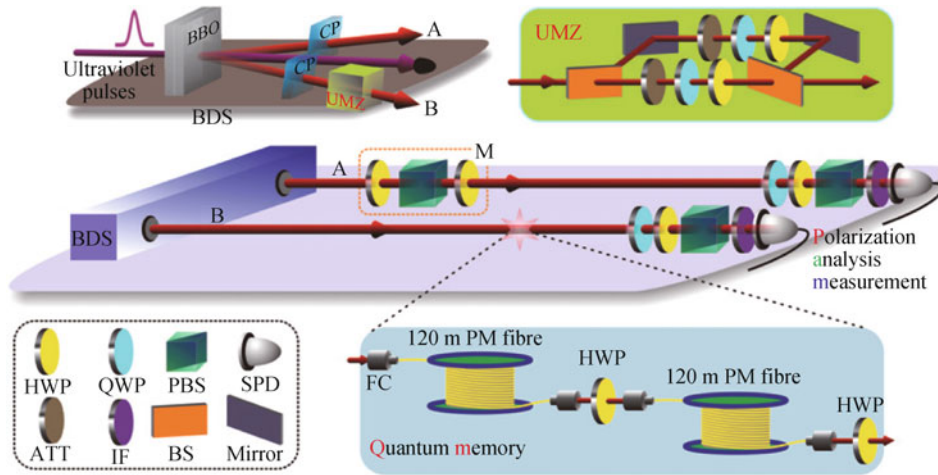 BBO
CP
A
UMZ
Ultraviolet
pulses
CP
UMZ
B
BDS
M
A
B
BDS
Polarization
analysis
measurement
120 m PM fibre
HWP
120 m PM fibre
FC
HWP
Quantum memory
HWP QWP PBS SPD
ATT IF BS Mirror